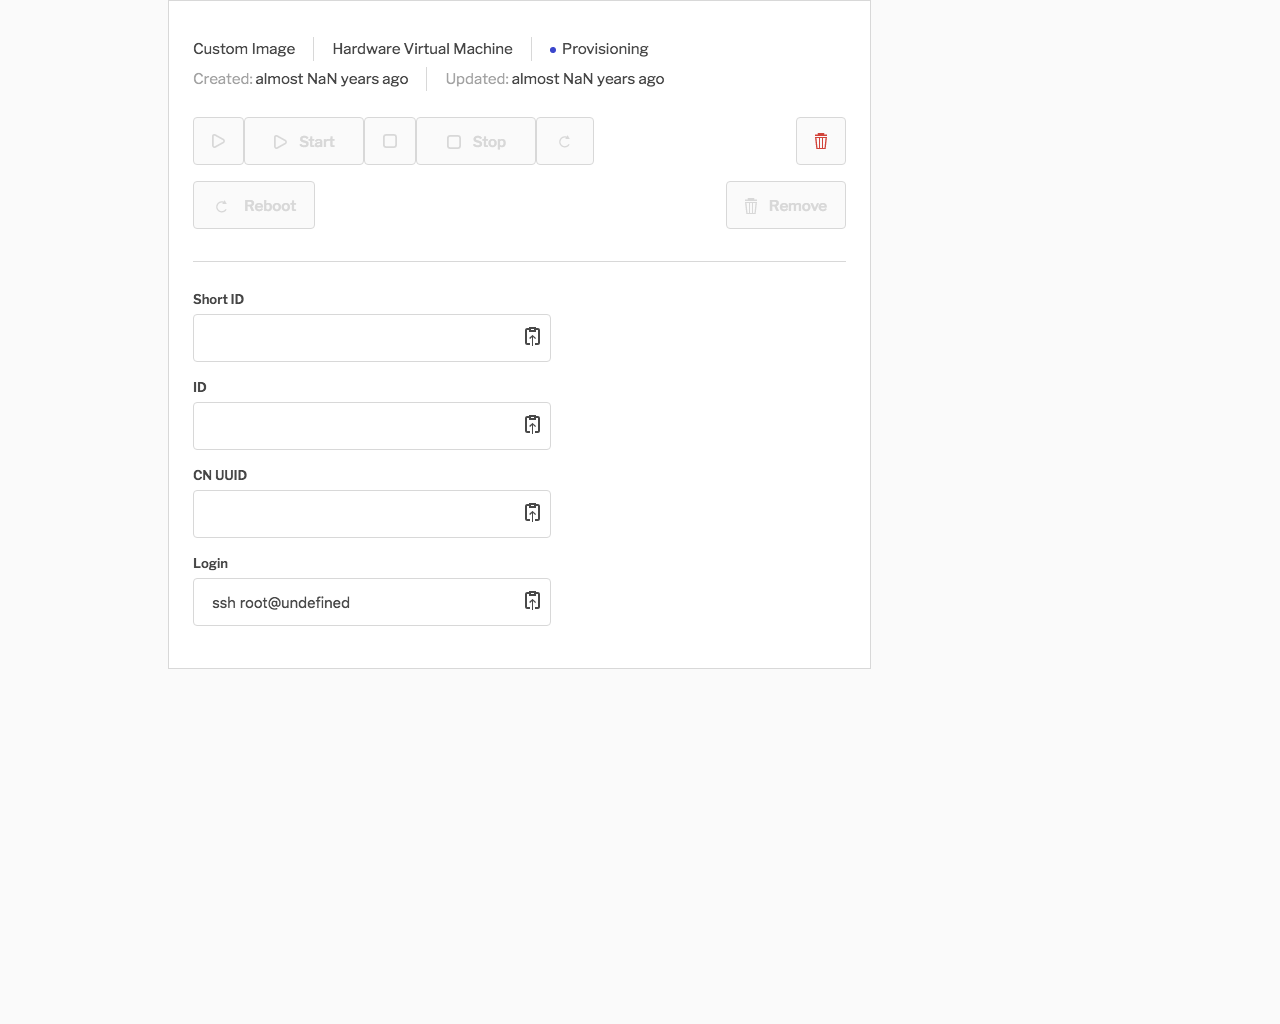 Custom Image Hardware Virtual Machine Provisioning
Created: almost NaN years ago Updated: almost NaN years ago
Start Stop
Reboot Remove
Short ID
ID
CN UUID
Login
ssh root@undefined